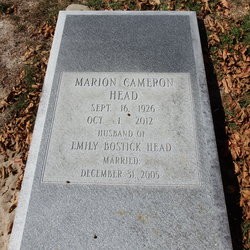 MARION CAMERON
HEAD
SEPT. 16, 1926
OCT. 1, 2012
HUSBAND OF
EMILY BOSTICK HEAD
MARRIED
DECEMBER 31, 2005